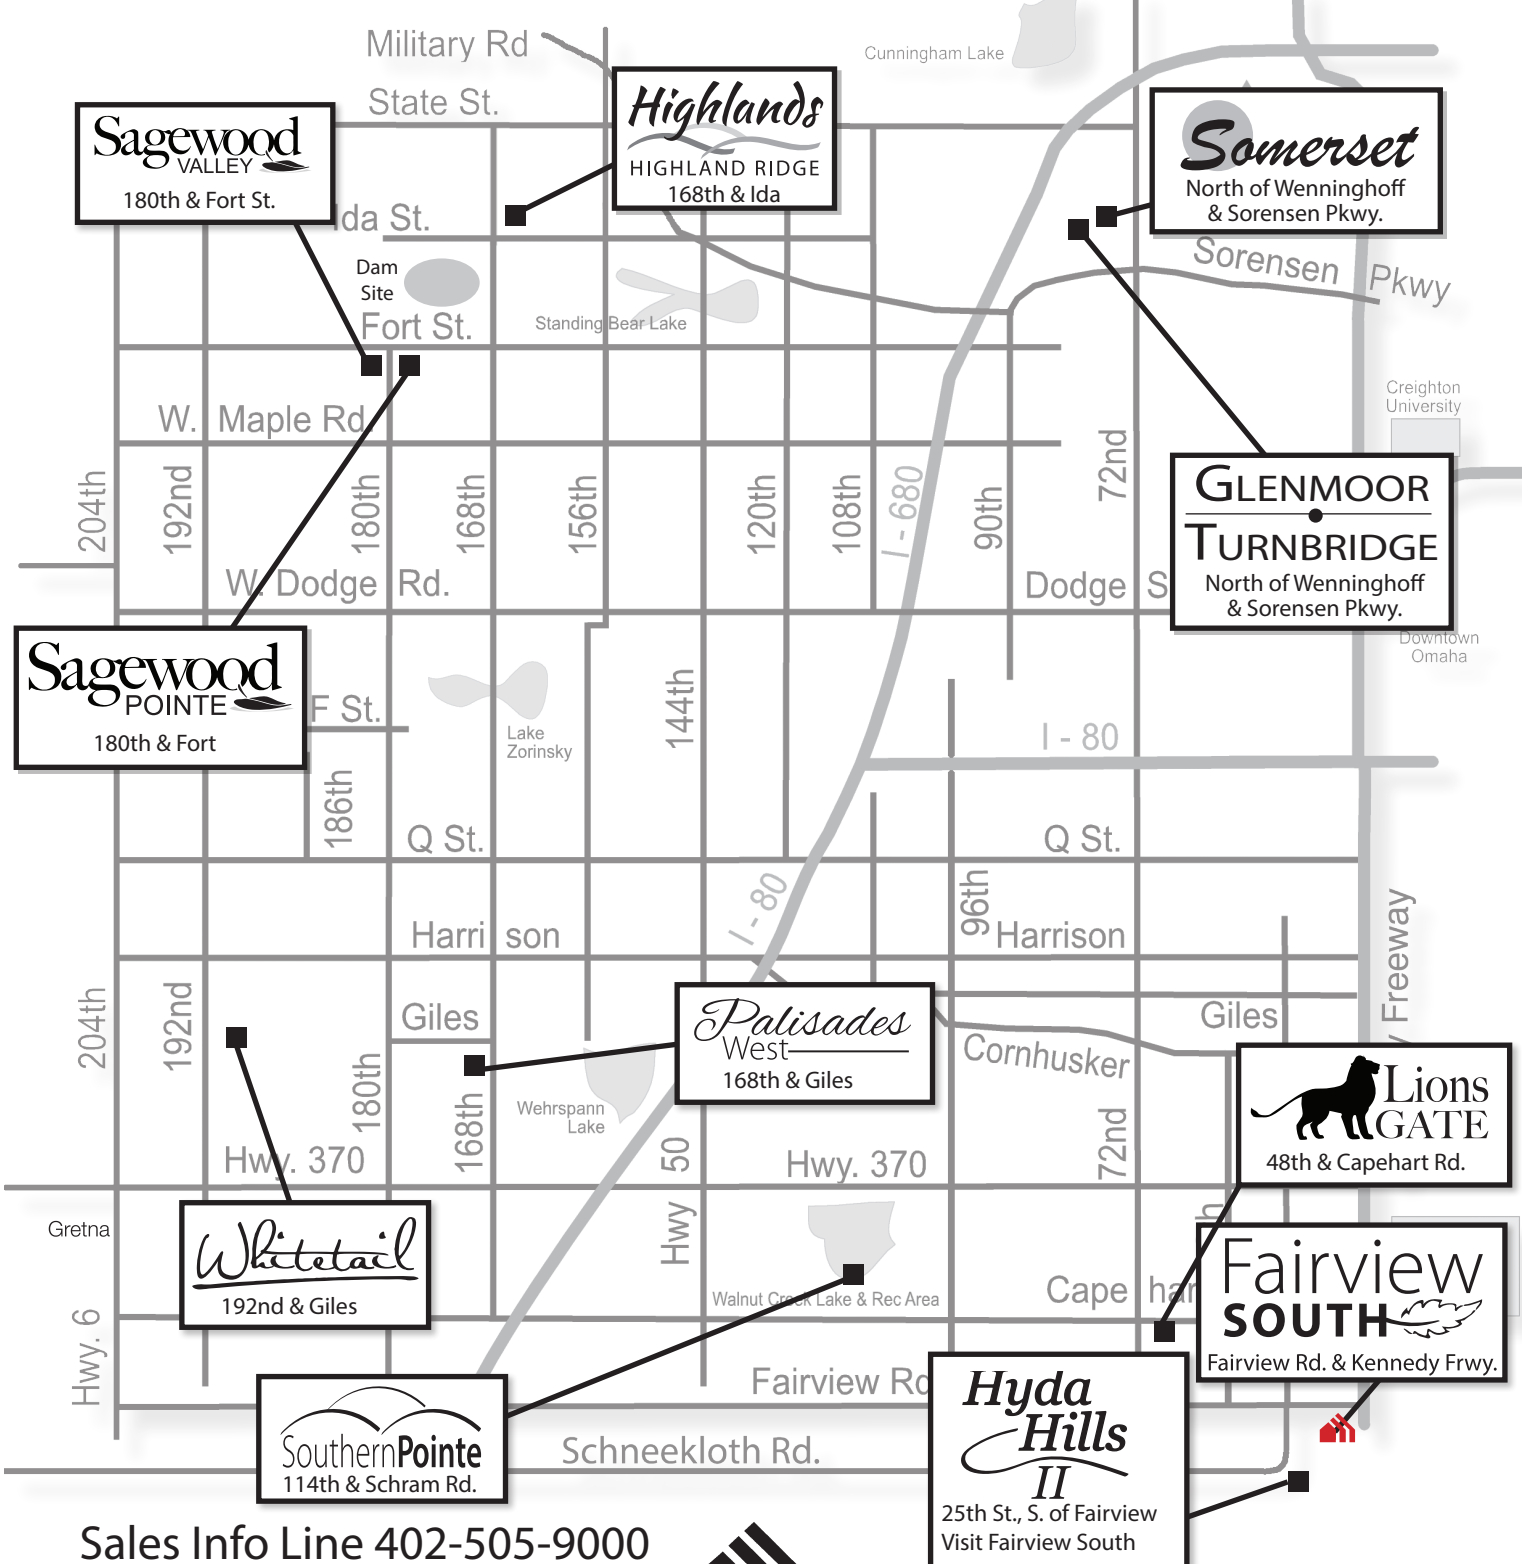 Military Rd
Cunningham Lake
State St.
Sagewood
VALLEY
180th & Fort St.
Highlands
HIGHLAND RIDGE
168th & Ida
Somerset
North of Wenninghoff
& Sorensen Pkwy.
Ida St.
Sorensen Pkwy
Dam
Site
Fort St.
Standing Bear Lake
Creighton
University
W. Maple Rd.
204th
192nd
180th
168th
156th
120th
108th
I - 680
90th
72nd
GLENMOOR
TURNBRIDGE
North of Wenninghoff
& Sorensen Pkwy.
W. Dodge Rd.
Dodge S
Downtown
Omaha
Sagewood
POINTE
180th & Fort
F St.
Lake
Zorinsky
144th
I - 80
186th
Q St.
Q St.
I - 80
96th
Harrison
Harrison
Freeway
204th
192nd
Giles
Giles
Palisades
West
168th & Giles
Cornhusker
Lions
GATE
48th & Capehart Rd.
180th
168th
Wehrspann
Lake
50
72nd
Hwy. 370
Hwy. 370
Gretna
Hwy
Whitetail
192nd & Giles
Walnut Creek Lake & Rec Area
Cape har
h
Fairview
SOUTH
Fairview Rd. & Kennedy Frwy.
Hwy. 6
Fairview Rd
Hyda
Hills
II
25th St., S. of Fairview
Visit Fairview South
SouthernPointe
114th & Schram Rd.
Schneekloth Rd.
Sales Info Line 402-505-9000